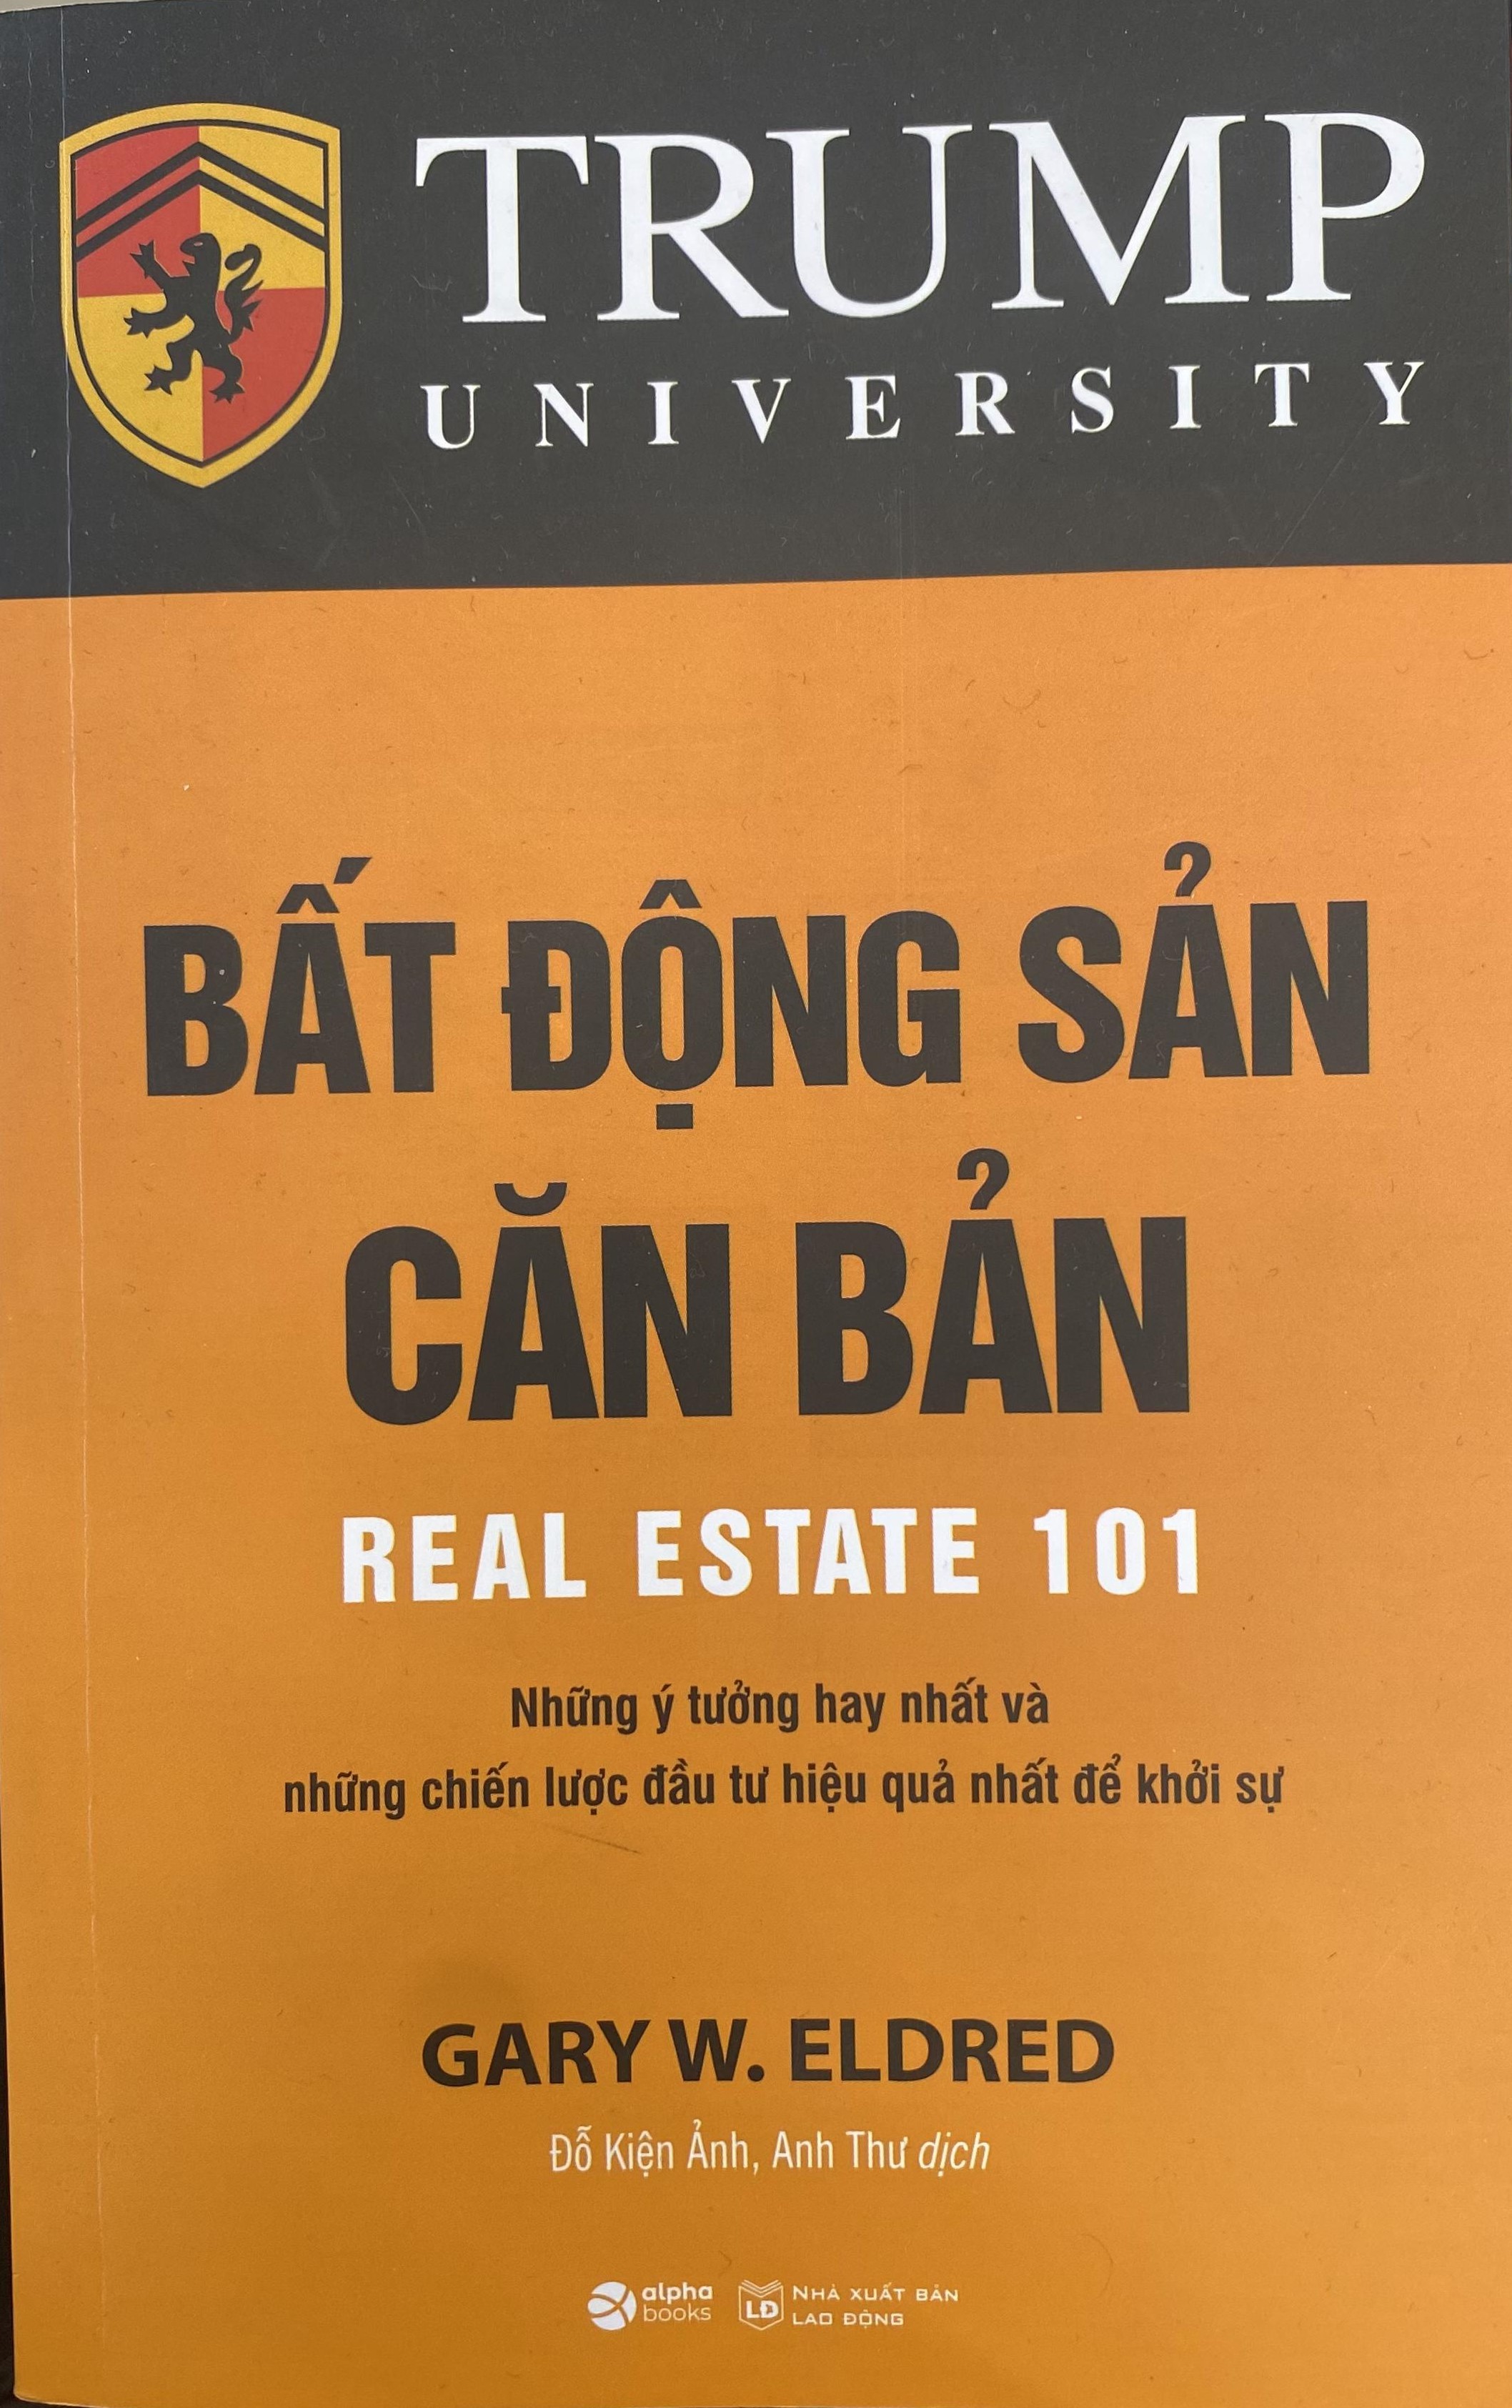 TRUMP
UNIVERSITY
BẤT ĐỘNG SẢN
CĂN BẢN
REAL ESTATE 101
Những ý tưởng hay nhất và
những chiến lược đầu tư hiệu quả nhất để khởi sự
GARY W. ELDRED
Đỗ Kiện Ảnh, Anh Thư dịch
alpha
books
LĐ
NHÀ XUẤT BẢN
LAO ĐỘNG